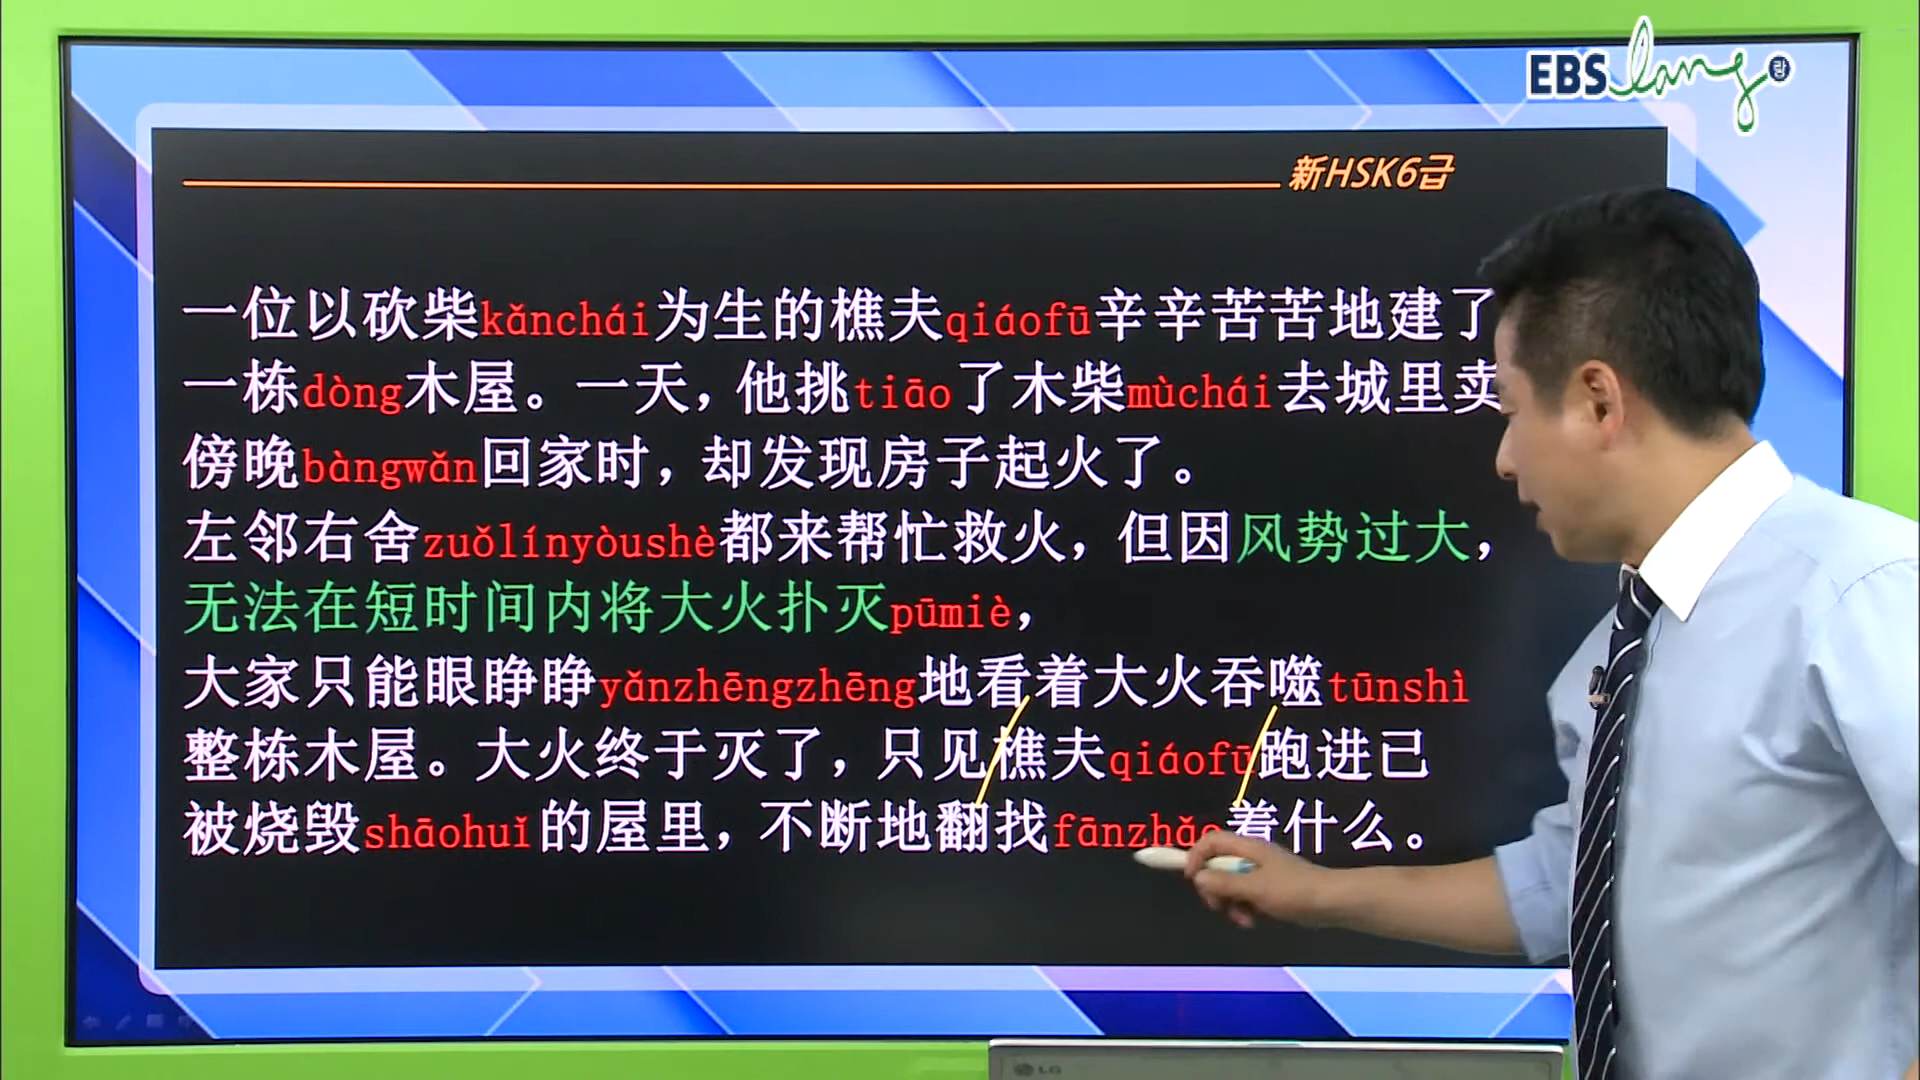 EBS lang 랑
新HSK6급
一位以砍柴kǎnchái为生的樵夫qiáofū辛辛苦苦地建了
一栋dòng木屋。一天，他挑tiāo了木柴mùchái去城里卖
傍晚bàngwǎn回家时，却发现房子起火了。
左邻右舍zuǒlínyòushè都来帮忙救火，但因风势过大，
无法在短时间内将大火扑灭pūmiè，
大家只能眼睁睁yǎnzhēngzhēng地看着大火吞噬tūnshì
整栋木屋。大火终于灭了，只见樵夫qiáofū跑进已
被烧毁shāohuǐ的屋里，不断地翻找fānzhǎo着什么。
LG